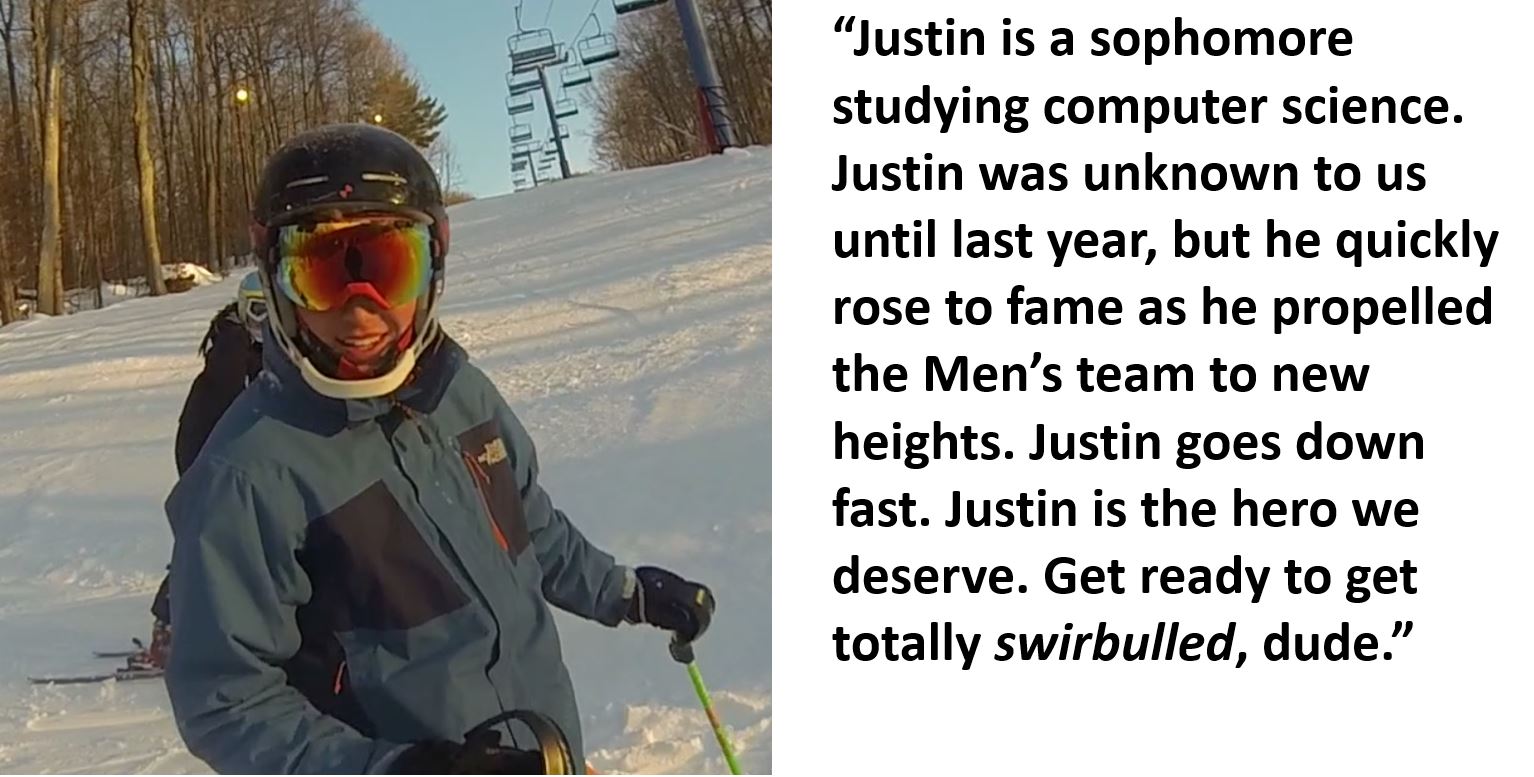 “Justin is a sophomore
studying computer science.
Justin was unknown to us
until last year, but he quickly
rose to fame as he propelled
the Men’s team to new
heights. Justin goes down
fast. Justin is the hero we
deserve. Get ready to get
totally swirbulled, dude.”